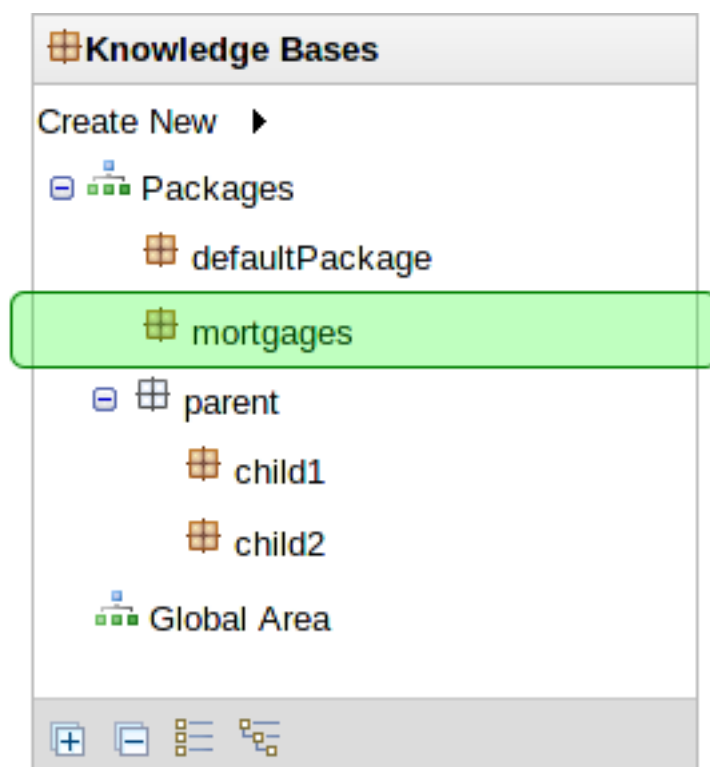 Knowledge Bases
Create New
Packages
defaultPackage
mortgages
parent
child1
child2
Global Area